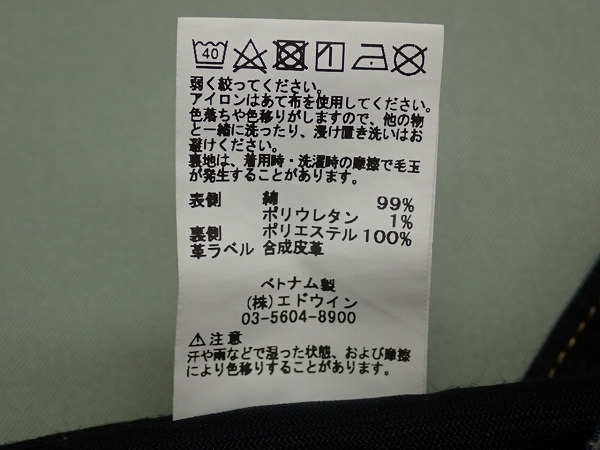 40
弱く絞ってください。
アイロンはあて布を使用してください。
色落ちや色移りがしますので、他の物
と一緒に洗ったり、浸け置き洗いはお
避けください。
裏地は、着用時・洗濯時の摩擦で毛玉
が発生することがあります。
表側 綿 99%
ポリウレタン 1%
裏側 ポリエステル 100%
革ラベル 合成皮革
ベトナム製
(株)エドウイン
03-5604-8900
⚠注意
汗や雨などで湿った状態、および摩擦
により色移りすることがあります。